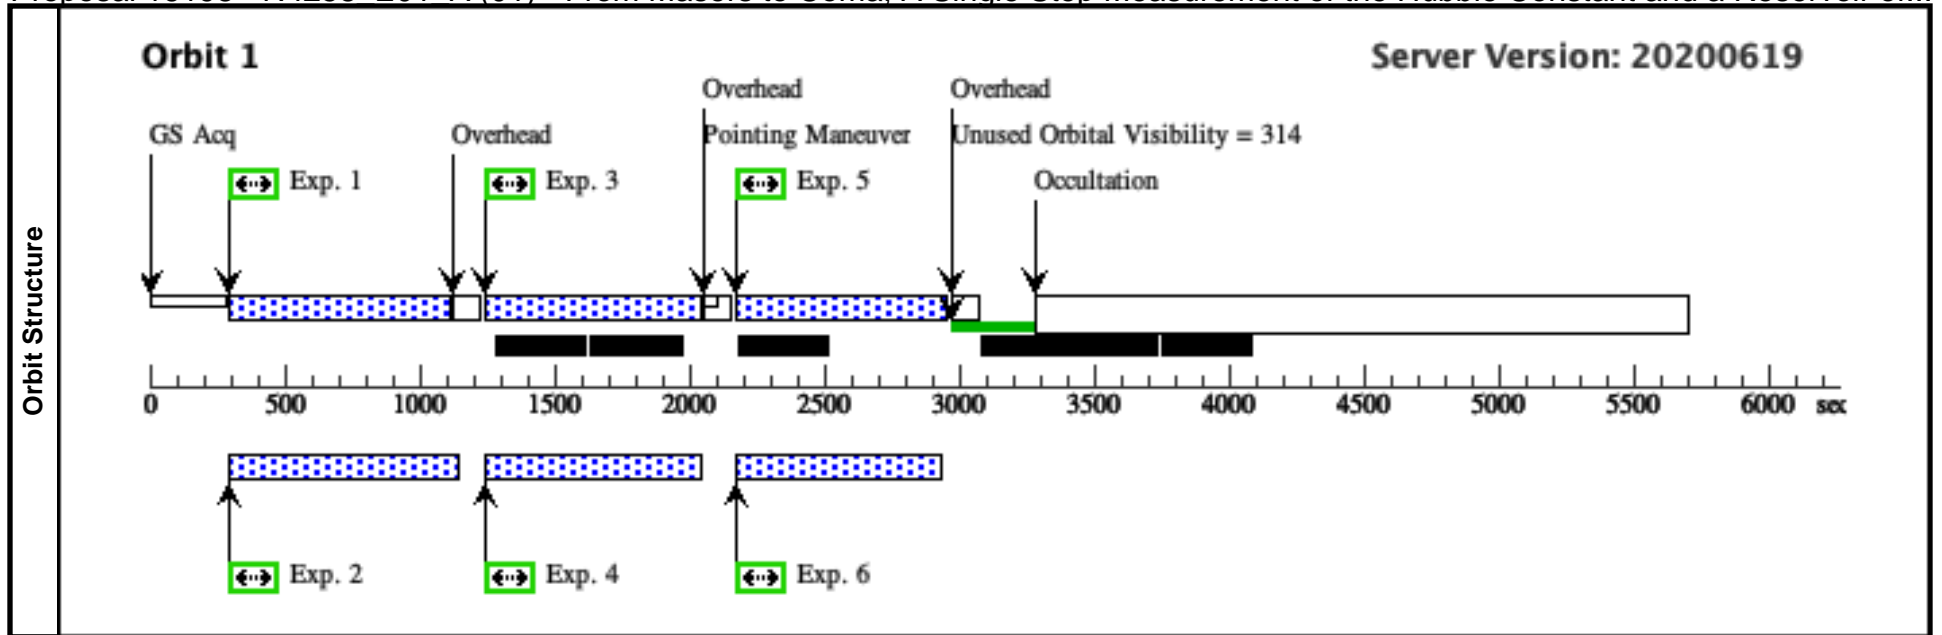 Orbit Structure
Orbit 1
Server Version: 20200619
Overhead
Overhead
GS Acq
Overhead
Pointing Maneuver
Unused Orbital Visibility = 314
Exp. 1
Exp. 3
Exp. 5
Occultation
0 500 1000 1500 2000 2500 3000 3500 4000 4500 5000 5500 6000 sec
Exp. 2
Exp. 4
Exp. 6